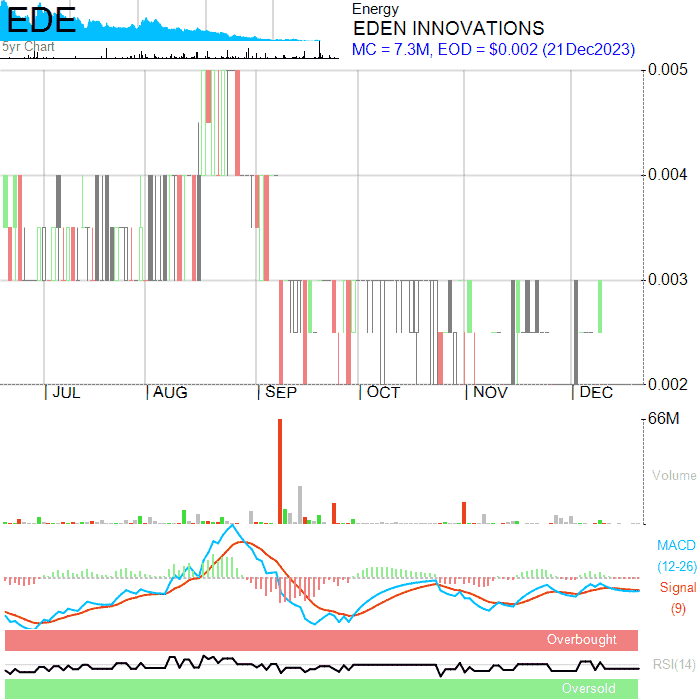 EDE
5yr Chart
Energy
EDEN INNOVATIONS
MC = 7.3M, EOD = $0.002 (21Dec2023)
0.005
0.004
0.003
0.002
JUL AUG SEP OCT NOV DEC
66M
Volume
MACD
(12-26)
Signal
(9)
Overbought
RSI(14)
Oversold